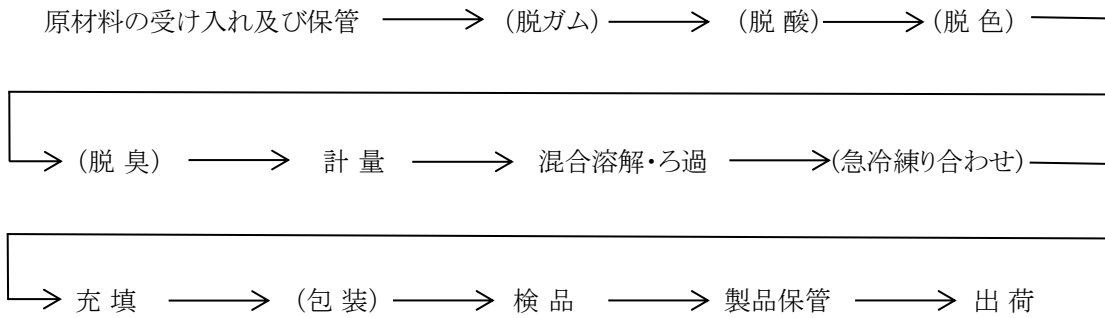 原材料の受け入れ及び保管 (脱ガム) (脱 酸) (脱 色)
(脱 臭) 計 量 混合溶解・ろ過 (急冷練り合わせ)
充 填 (包 装) 検 品 製品保管 出 荷